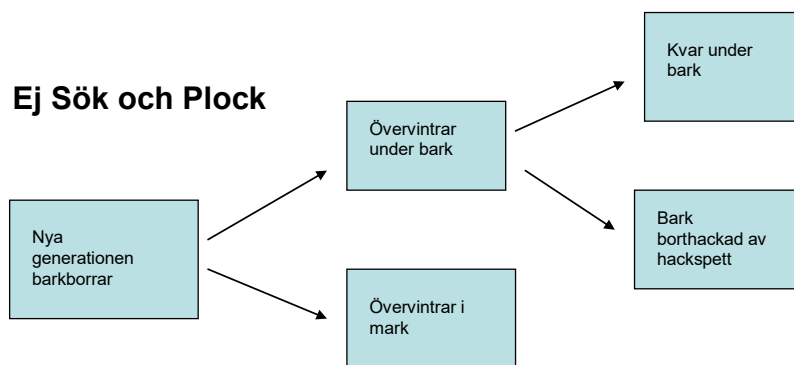 Ej Sök och Plock
Nya
generationen
barkborrar
Övervintrar
under bark
Övervintrar i
mark
Kvar under
bark
Bark
borthackad av
hackspett